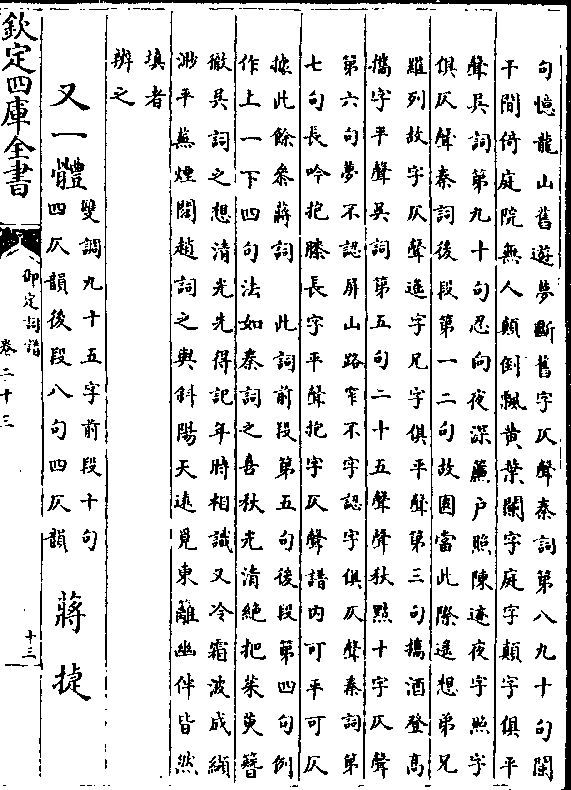 句憶龍山舊遊夢斷舊字仄聲秦詞第八九十句閒
干閒倚庭院無人顛倒飄黃葉闌字庭字顛字俱平
聲吳詞第九十句忍向夜深簾戶照陳迹夜字照字
俱仄聲秦詞後段第一二句故園當此際遥想弟兄
羅列故字仄聲遥字兄字俱平聲第三句攜酒登高
攜字平聲吳詞第五句二十五聲聲秋點十字仄聲
第六句夢不認屏山路窄不字認字俱仄聲秦詞第
七句長吟抱膝長字平聲抱字仄聲譜内可平可仄
據此餘叅蔣詞　此詞前段第五句後段第四句例
作上一下四句法如秦詞之喜秋光清絶把茱萸簪
徹吳詞之想清光先得記年時相識又冷霜波成纈
渺平蕪煙闊趙詞之輿斜陽天遠覓東離幽伴皆然
填者
辨之
又一體雙調九十五字前段十句
四仄韻後段八句四仄韻　蔣捷
欽定四庫全書
御定詞譜
卷二十三
十三